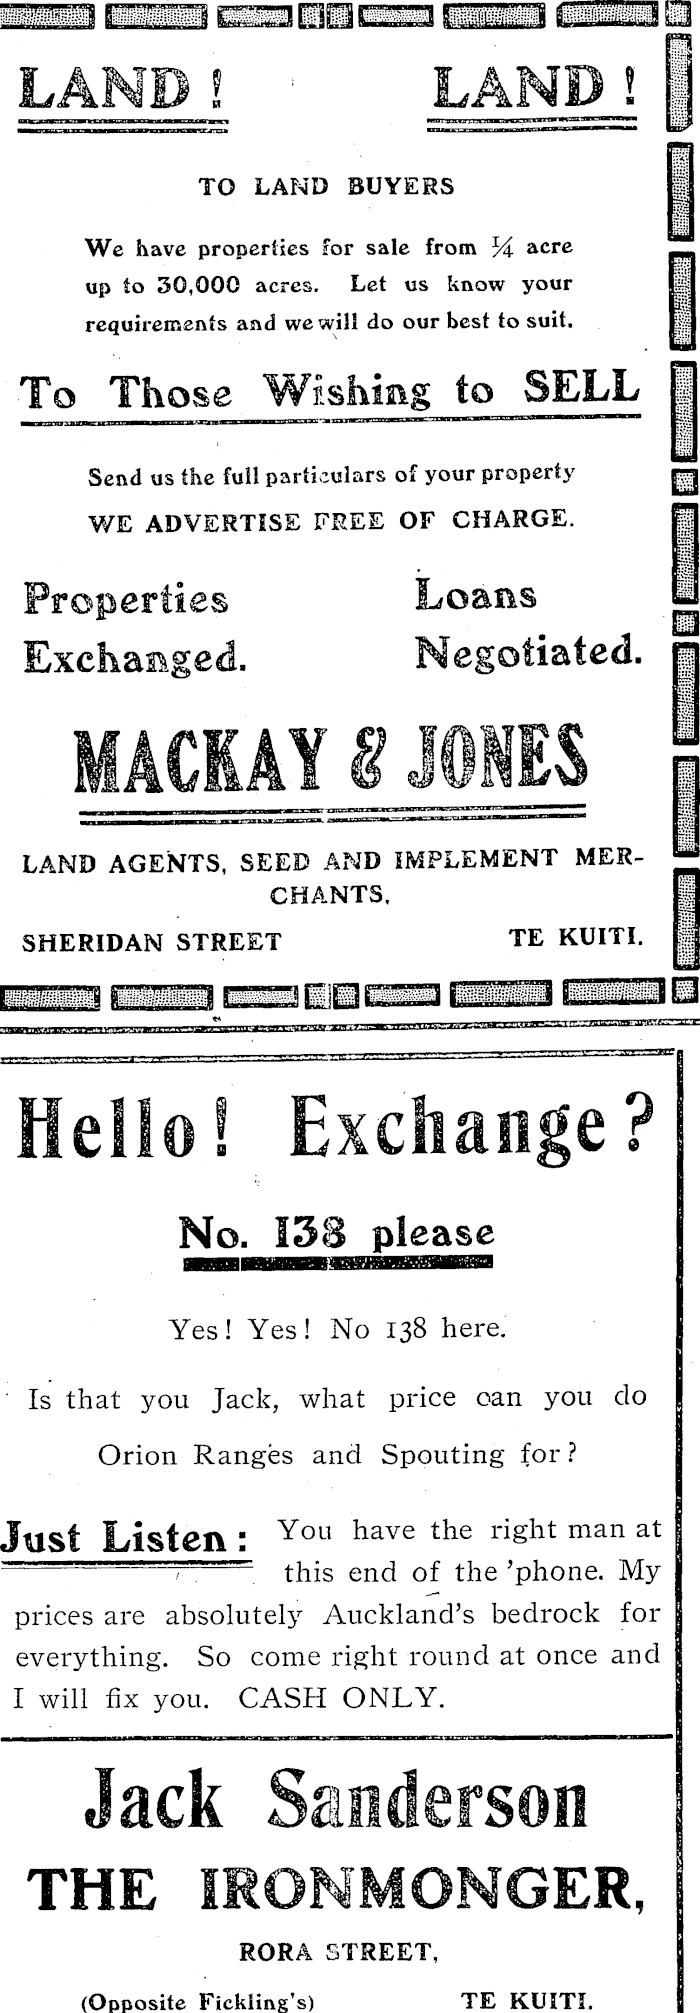 LAND! LAND!
TO LAND BUYERS
We have properties for sale from ¼ acre
up to 30,000 acres. Let us know your
requirements and we will do our best to suit.
To Those Wishing to SELL
Send us the full particulars of your property
WE ADVERTISE FREE OF CHARGE.
Properties Loans
Exchanged. Negotiated.
MACKAY & JONES
LAND AGENTS, SEED AND IMPLEMENT MER-
CHANTS,
SHERIDAN STREET TE KUITI.
Hello! Exchange?
No. 138 please
Yes! Yes! No 138 here.
Is that you Jack, what price can you do
Orion Ranges and Spouting for?
Just Listen: You have the right man at
this end of the 'phone. My
prices are absolutely Auckland's bedrock for
everything. So come right round at once and
I will fix you. CASH ONLY.
Jack Sanderson
THE IRONMONGER,
RORA STREET,
(Opposite Fickling's) TE KUITI.